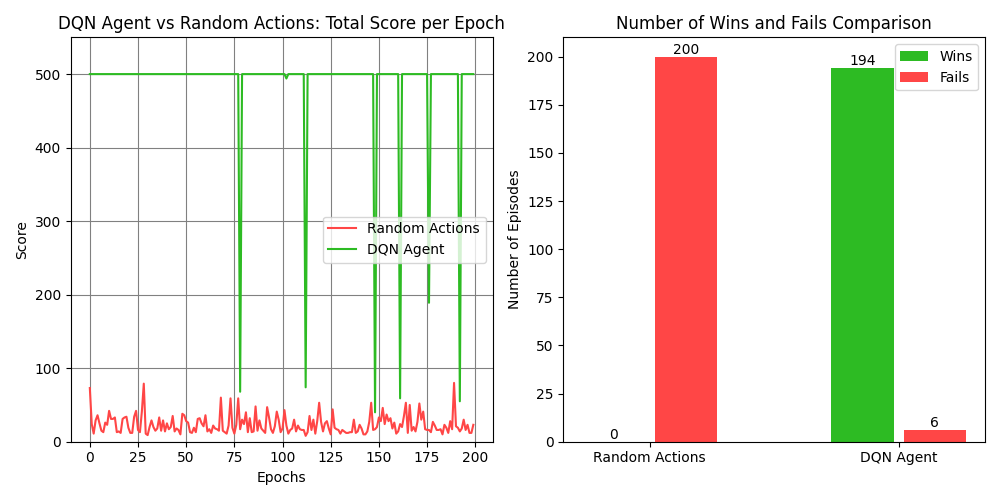 DQN Agent vs Random Actions: Total Score per Epoch
Score
500
400
300
200
100
0
Random Actions
DQN Agent
0 25 50 75 100 125 150 175 200
Epochs
Number of Wins and Fails Comparison
Number of Episodes
200
175
150
125
100
75
50
25
0
Wins
Fails
0
200
194
6
Random Actions
DQN Agent